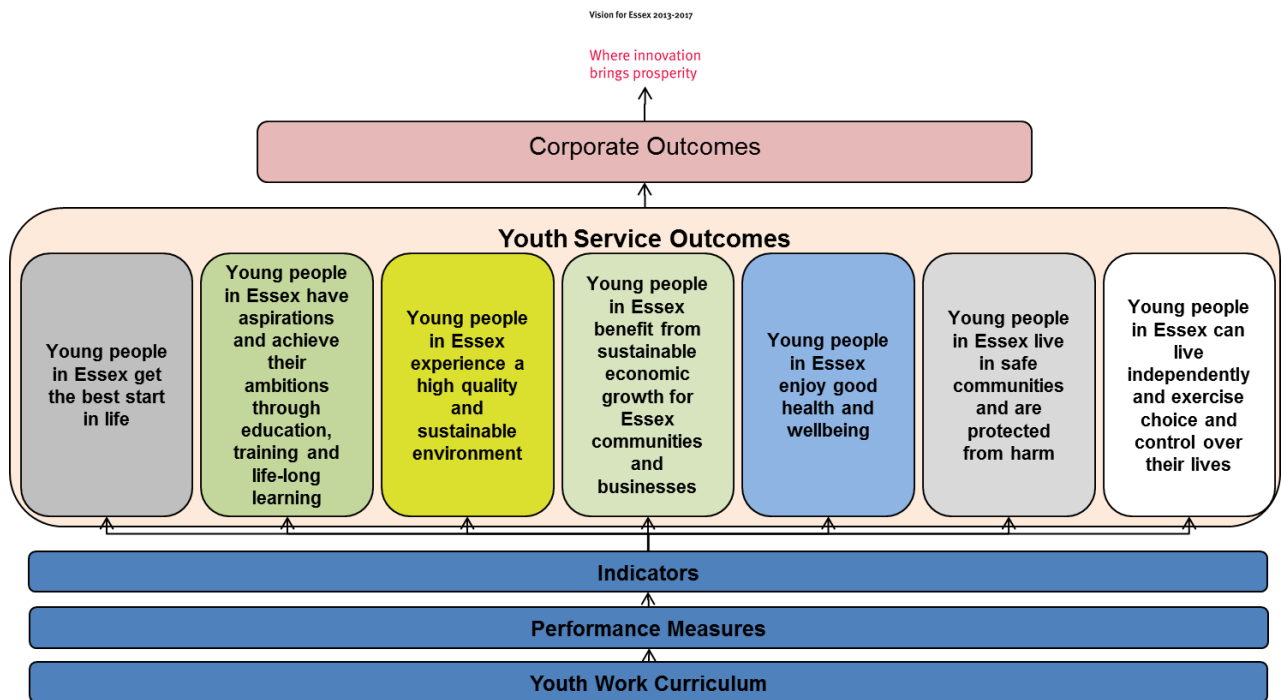 Vision for Essex 2013-2017
Where innovation
brings prosperity
Corporate Outcomes
Youth Service Outcomes
Young people
in Essex get
the best start
in life
Young people
in Essex have
aspirations
and achieve
their
ambitions
through
education,
training and
life-long
learning
Young people
in Essex
experience a
high quality
and
sustainable
environment
Young people
in Essex
benefit from
sustainable
economic
growth for
Essex
communities
and
businesses
Young people
in Essex
enjoy good
health and
wellbeing
Young people
in Essex live
in safe
communities
and are
protected
from harm
Young people
in Essex can
live
independently
and exercise
choice and
control over
their lives
Indicators
Performance Measures
Youth Work Curriculum